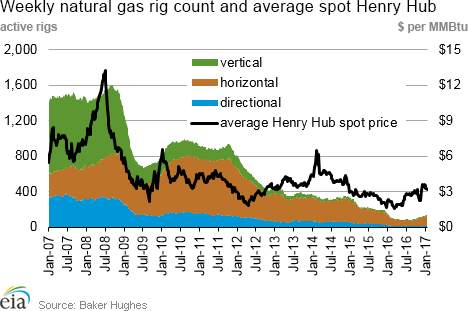 Weekly natural gas rig count and average spot Henry Hub
active rigs $ per MMBtu
2,000 $15
1,600 $12
1,200 $9
800 $6
400 $3
0 $0
vertical
horizontal
directional
average Henry Hub spot price
Jan-07 Jul-07 Jan-08 Jul-08 Jan-09 Jul-09 Jan-10 Jul-10 Jan-11 Jul-11 Jan-12 Jul-12 Jan-13 Jul-13 Jan-14 Jul-14 Jan-15 Jul-15 Jan-16 Jul-16 Jan-17
eia Source: Baker Hughes